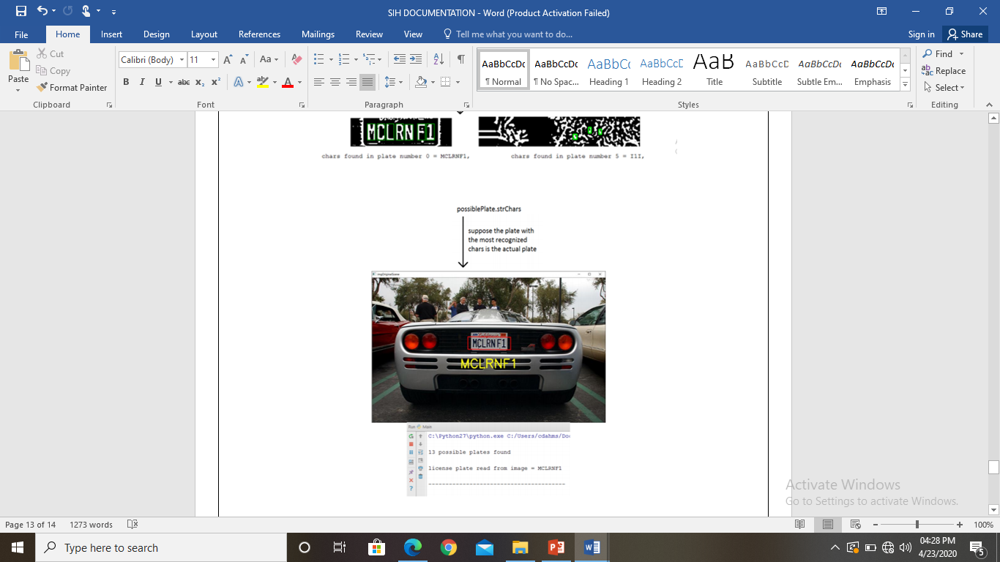 SIH DOCUMENTATION - Word (Product Activation Failed)
File Home Insert Design Layout References Mailings Review View Tell me what you want to do... Sign in Share
Paste
Cut
Copy
Format Painter
Clipboard
Calibri (Body) 11
Font
Paragraph
AaBbCcDc AaBbCcDc AaBbCc AaBbCcD AaB AaBbCcD AaBbCcDc AaBbCcDc
¶ Normal ¶ No Spac... Heading 1 Heading 2 Title Subtitle Subtle Em... Emphasis
Styles
Find
Replace
Select
Editing
MCLRNF1
chars found in plate number 0 = MCLRNF1, chars found in plate number 5 = I1I,
possiblePlate.strChars
suppose the plate with
the most recognized
chars is the actual plate
imgOriginalScene
MCLRNF1
MCLRNF1
Run Main
C:\Python27\python.exe C:/Users/cdahms/Doc
13 possible plates found
license plate read from image = MCLRNF1
----------------------------------------
Activate Windows
Go to Settings to activate Windows.
Page 13 of 14 1273 words 100%
Type here to search
04:28 PM
4/23/2020
5